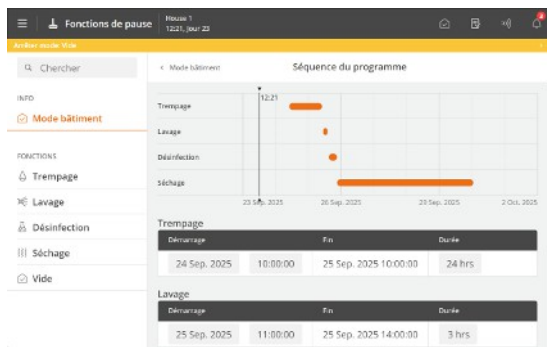 Fonctions de pause
House 1
12:21, Jour 23
2
Arrêter mode: Vide
Chercher
Mode bâtiment
Séquence du programme
INFO
Mode bâtiment
FONCTIONS
Trempage
Lavage
Désinfection
Séchage
Vide
12:21
Trempage
Lavage
Désinfection
Séchage
23 Sep. 2025 26 Sep. 2025 29 Sep. 2025 2 Oct. 2025
Trempage
Démarrage Fin Durée
24 Sep. 2025 10:00:00 25 Sep. 2025 10:00:00 24 hrs
Lavage
Démarrage Fin Durée
25 Sep. 2025 11:00:00 25 Sep. 2025 14:00:00 3 hrs